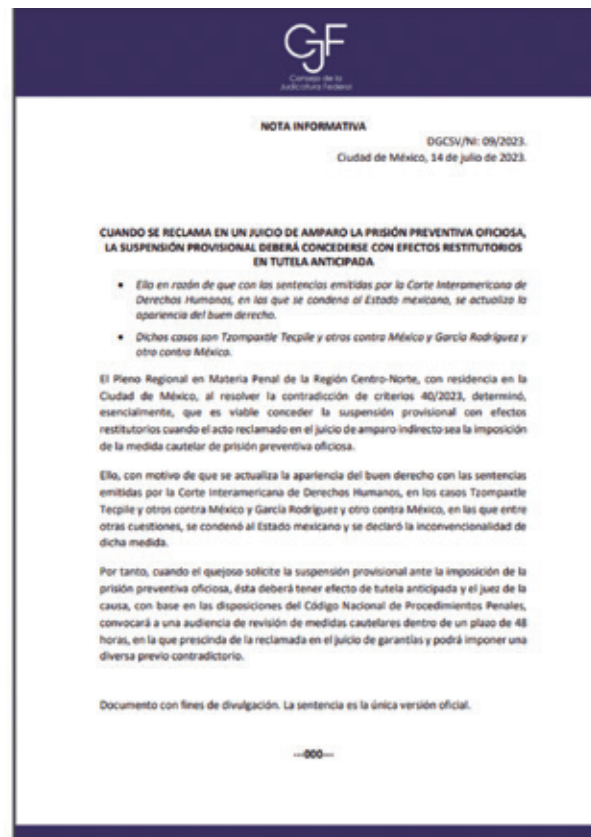 CJF
Consejo de la
Judicatura Federal
NOTA INFORMATIVA
DGCSV/NI: 09/2023.
Ciudad de México, 14 de julio de 2023.
CUANDO SE RECLAMA EN UN JUICIO DE AMPARO LA PRISIÓN PREVENTIVA OFICIOSA,
LA SUSPENSIÓN PROVISIONAL DEBERÁ CONCEDERSE CON EFECTOS RESTITUTORIOS
EN TUTELA ANTICIPADA
• Ello en razón de que con las sentencias emitidas por la Corte Interamericana de
Derechos Humanos, en las que se condenó al Estado mexicano, se actualiza la
apariencia del buen derecho.
• Dichos casos son Tzompaxtle Tecpile y otros contra México y García Rodríguez y
otro contra México.
El Pleno Regional en Materia Penal de la Región Centro-Norte, con residencia en la
Ciudad de México, al resolver la contradicción de criterios 40/2023, determinó,
esencialmente, que es viable conceder la suspensión provisional con efectos
restitutorios cuando el acto reclamado en el juicio de amparo indirecto sea la imposición
de la medida cautelar de prisión preventiva oficiosa.
Ello, con motivo de que se actualiza la apariencia del buen derecho con las sentencias
emitidas por la Corte Interamericana de Derechos Humanos, en los casos Tzompaxtle
Tecpile y otros contra México y García Rodríguez y otro contra México, en las que entre
otras cuestiones, se condenó al Estado mexicano y se declaró la inconvencionalidad de
dicha medida.
Por tanto, cuando el quejoso solicite la suspensión provisional ante la imposición de la
prisión preventiva oficiosa, ésta deberá tener efecto de tutela anticipada y el juez de la
causa, con base en las disposiciones del Código Nacional de Procedimientos Penales,
convocará a una audiencia de revisión de medidas cautelares dentro de un plazo de 48
horas, en la que prescinda de la reclamada en el juicio de garantías y podrá imponer una
diversa previo contradictorio.
Documento con fines de divulgación. La sentencia es la única versión oficial.
---000---